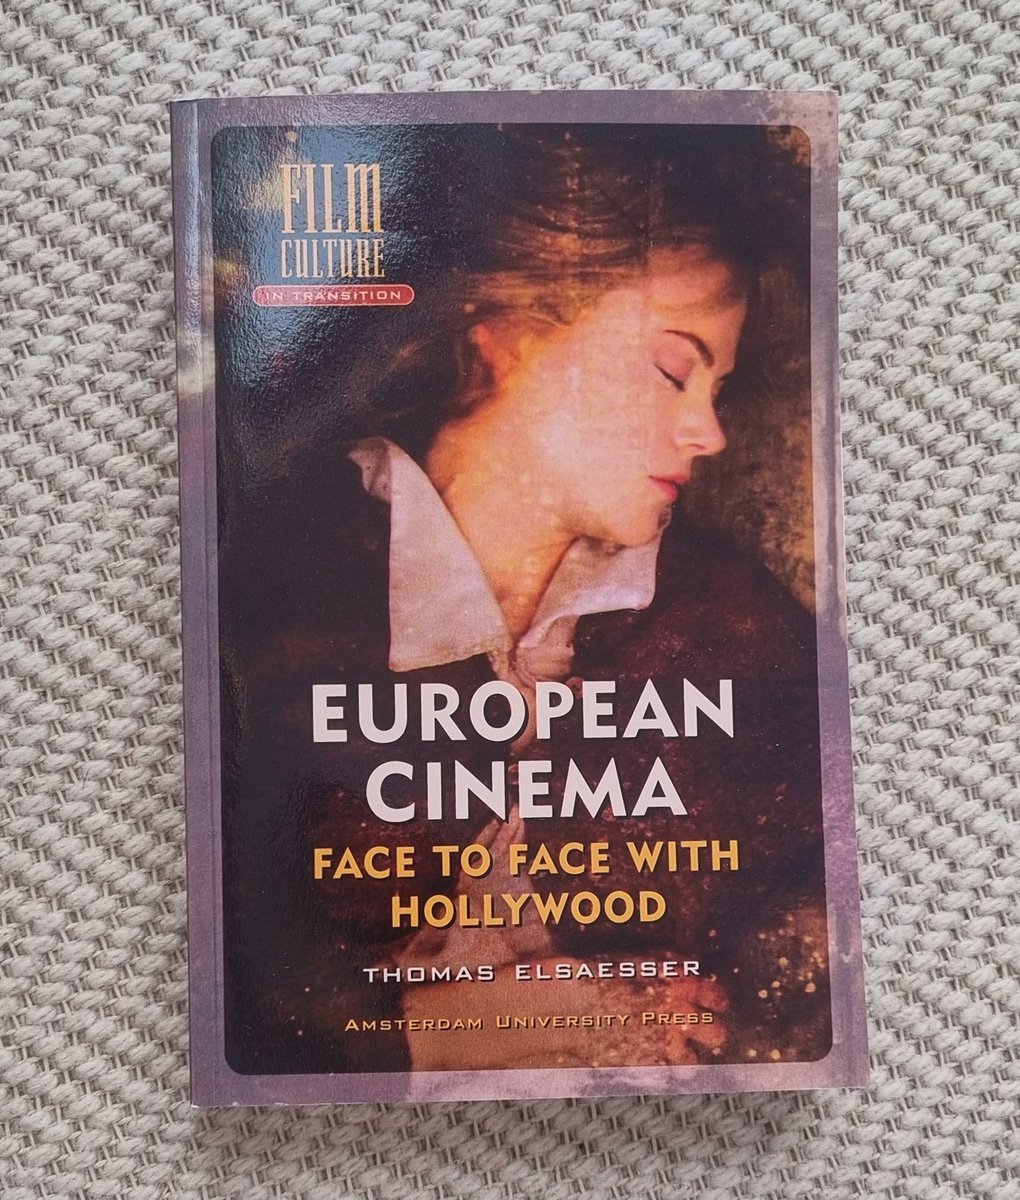 FILM
CULTURE
IN TRANSITION
EUROPEAN
CINEMA
FACE TO FACE WITH
HOLLYWOOD
THOMAS ELSAESSER
AMSTERDAM UNIVERSITY PRESS